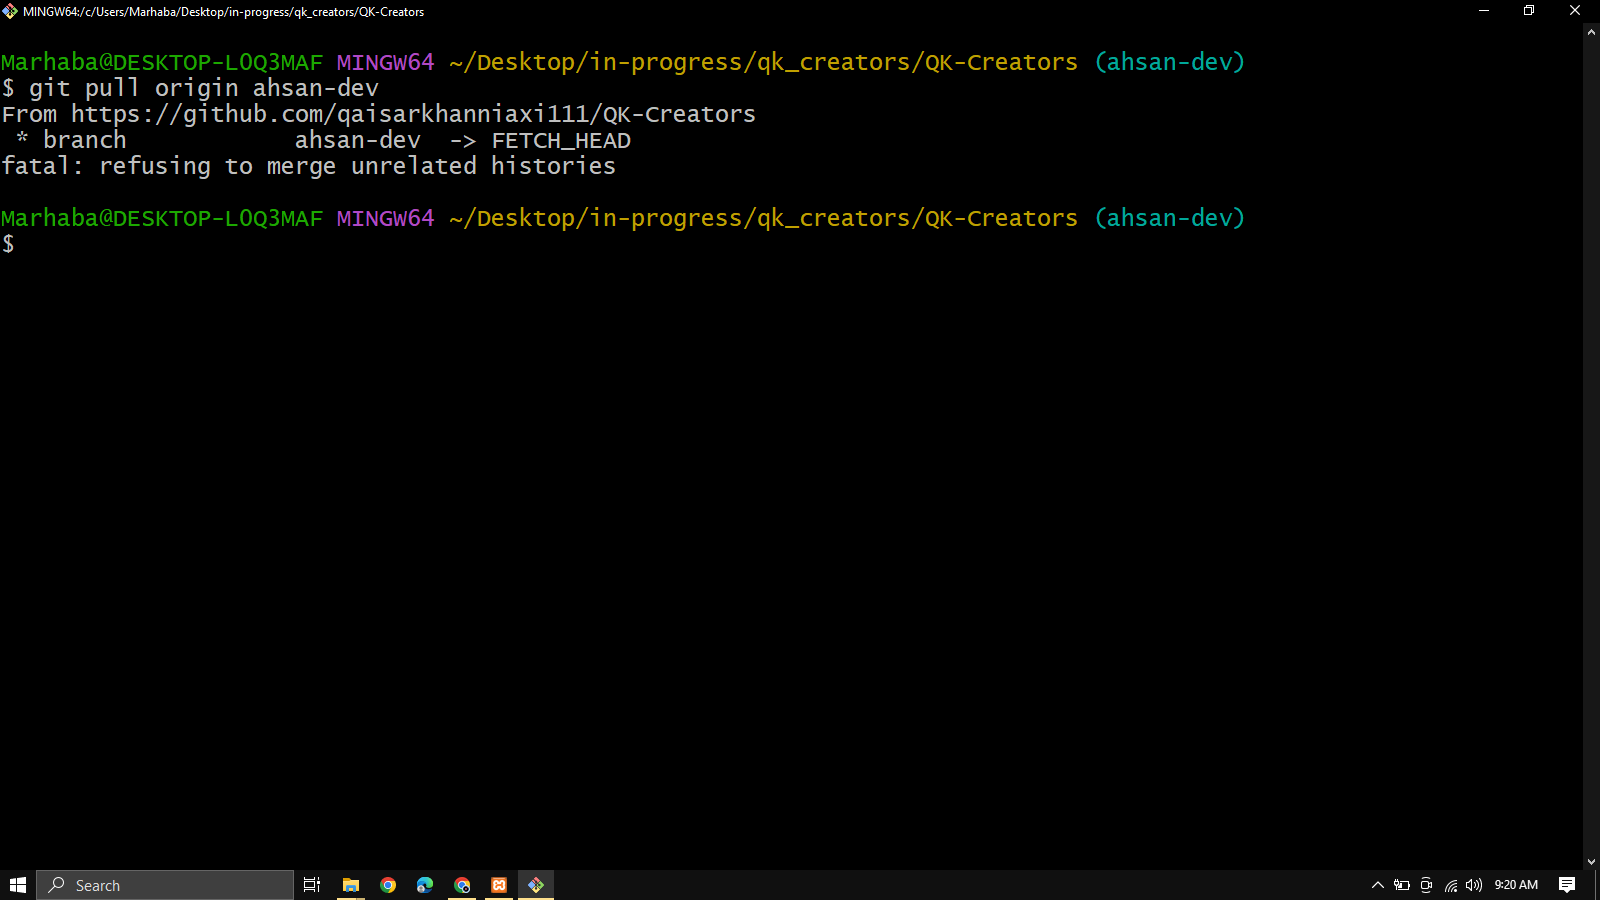 MINGW64:/c/Users/Marhaba/Desktop/in-progress/qk_creators/QK-Creators
Marhaba@DESKTOP-L0Q3MAF MINGW64 ~/Desktop/in-progress/qk_creators/QK-Creators (ahsan-dev)
$ git pull origin ahsan-dev
From https://github.com/qaisarkhanniaxi111/QK-Creators
 * branch            ahsan-dev  -> FETCH_HEAD
fatal: refusing to merge unrelated histories
Marhaba@DESKTOP-L0Q3MAF MINGW64 ~/Desktop/in-progress/qk_creators/QK-Creators (ahsan-dev)
$
Search
9:20 AM